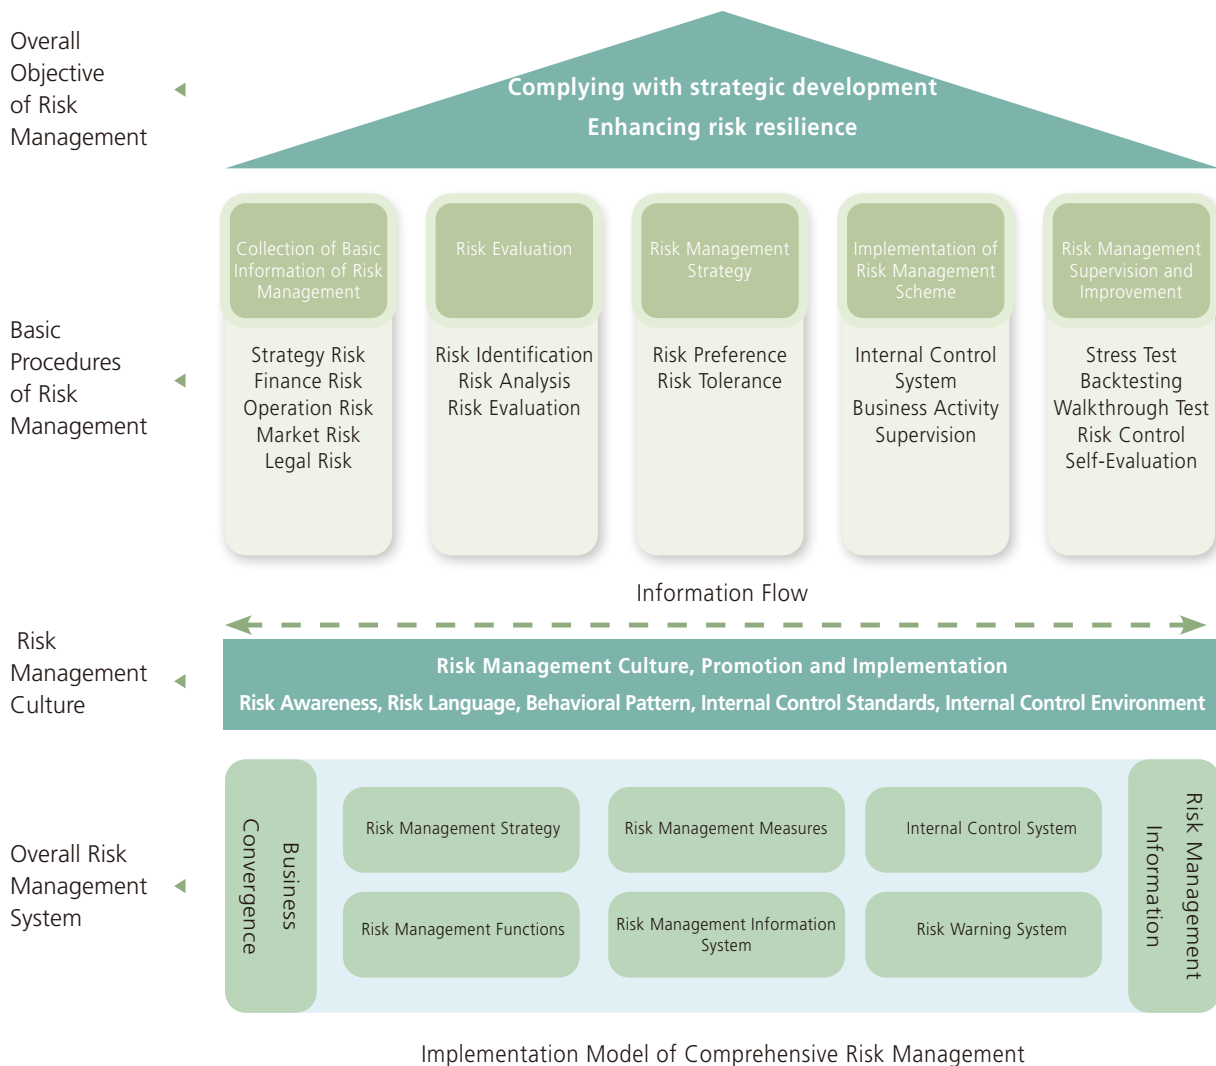 Overall
Objective
of Risk
Management
Complying with strategic development
Enhancing risk resilience
Basic
Procedures
of Risk
Management
Collection of Basic
Information of Risk
Management
Strategy Risk
Finance Risk
Operation Risk
Market Risk
Legal Risk
Risk Evaluation
Risk Identification
Risk Analysis
Risk Evaluation
Risk Management
Strategy
Risk Preference
Risk Tolerance
Implementation of
Risk Management
Scheme
Internal Control
System
Business Activity
Supervision
Risk Management
Supervision and
Improvement
Stress Test
Backtesting
Walkthrough Test
Risk Control
Self-Evaluation
Information Flow
Risk
Management
Culture
Risk Management Culture, Promotion and Implementation
Risk Awareness, Risk Language, Behavioral Pattern, Internal Control Standards, Internal Control Environment
Overall Risk
Management
System
Business
Convergence
Risk Management Strategy
Risk Management Measures
Internal Control System
Risk Management Functions
Risk Management Information
System
Risk Warning System
Risk Management
Information
Implementation Model of Comprehensive Risk Management